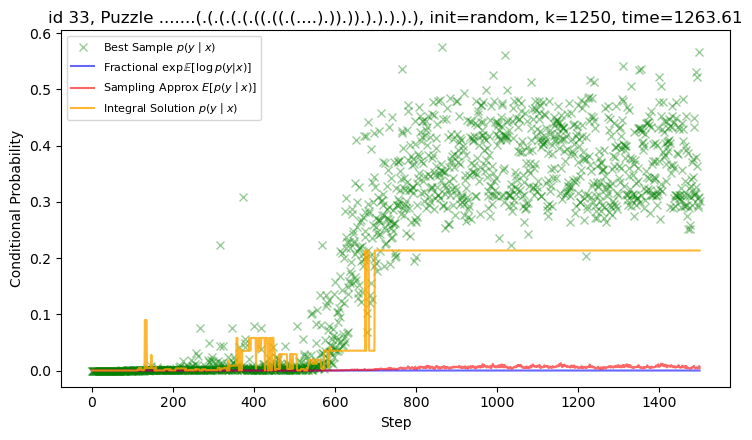 id 33, Puzzle .......(.(.(.(.(.((.((.(....).)).)).).).).).), init=random, k=1250, time=1263.61
Best Sample p(y | x)
Fractional exp𝔼[log p(y|x)]
Sampling Approx E[p(y | x)]
Integral Solution p(y | x)
Conditional Probability
0.6
0.5
0.4
0.3
0.2
0.1
0.0
0 200 400 600 800 1000 1200 1400
Step